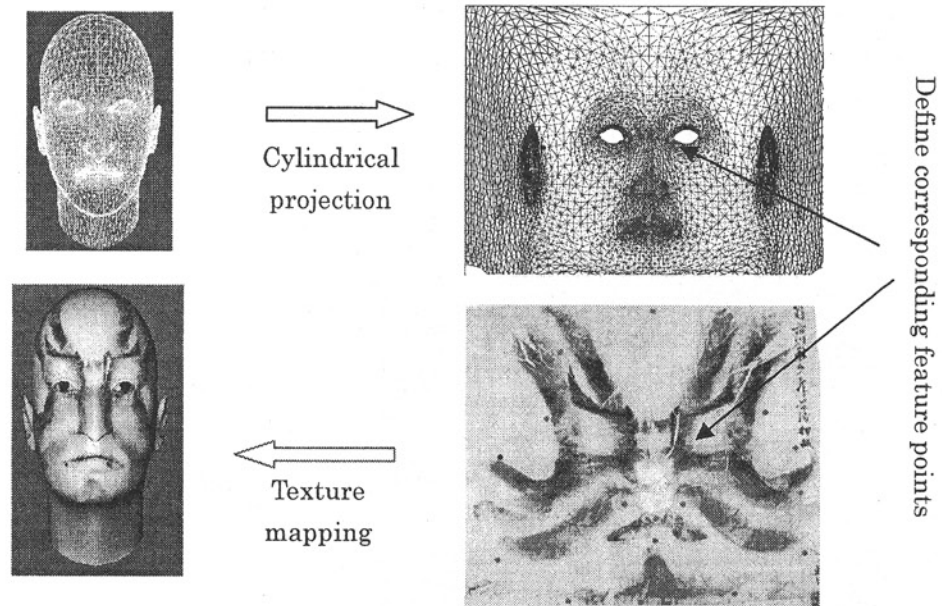 Cylindrical
projection
Define corresponding feature points
Texture
mapping